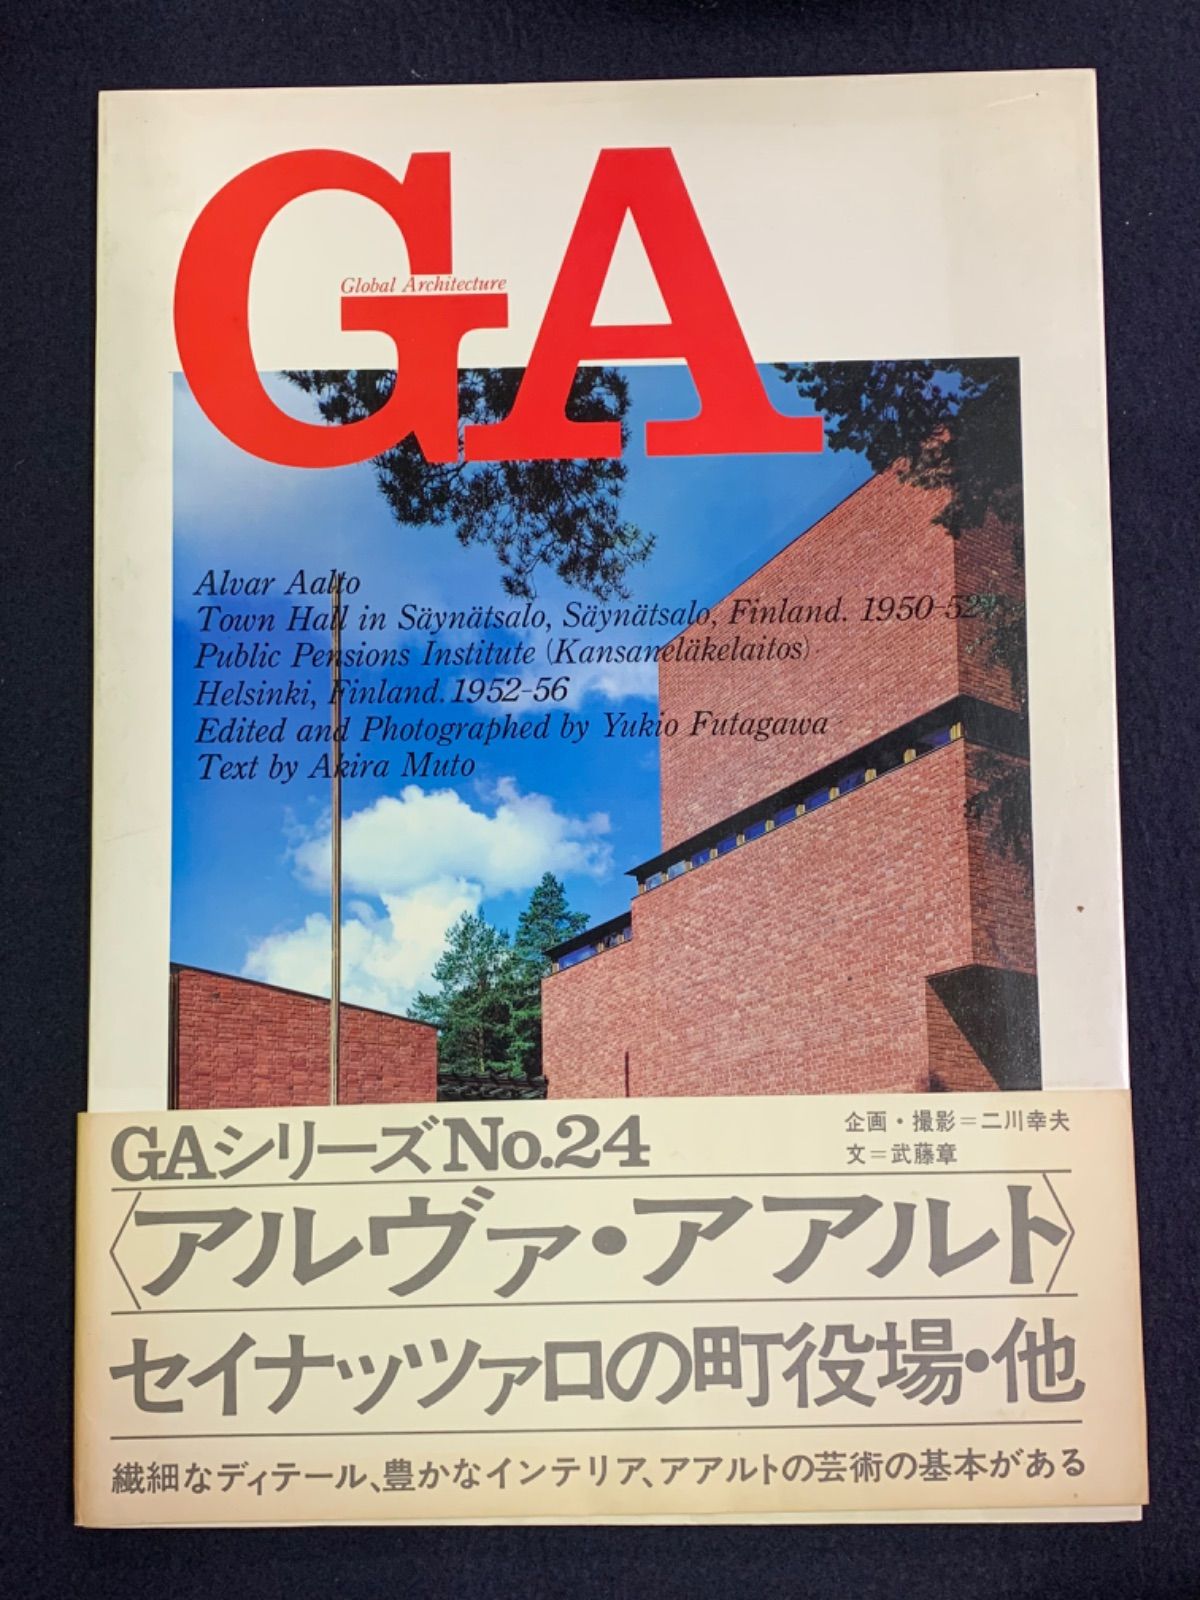 GA
Global Architecture
Alvar Aalto
Town Hall in Säynätsalo, Säynätsalo, Finland. 1950-52
Public Pensions Institute (Kansaneläkelaitos)
Helsinki, Finland. 1952-56
Edited and Photographed by Yukio Futagawa
Text by Akira Muto
GAシリーズNo.24
企画・撮影=二川幸夫
文=武藤章
〈アルヴァ・アアルト〉
セイナッツァロの町役場・他
繊細なディテール、豊かなインテリア、アアルトの芸術の基本がある